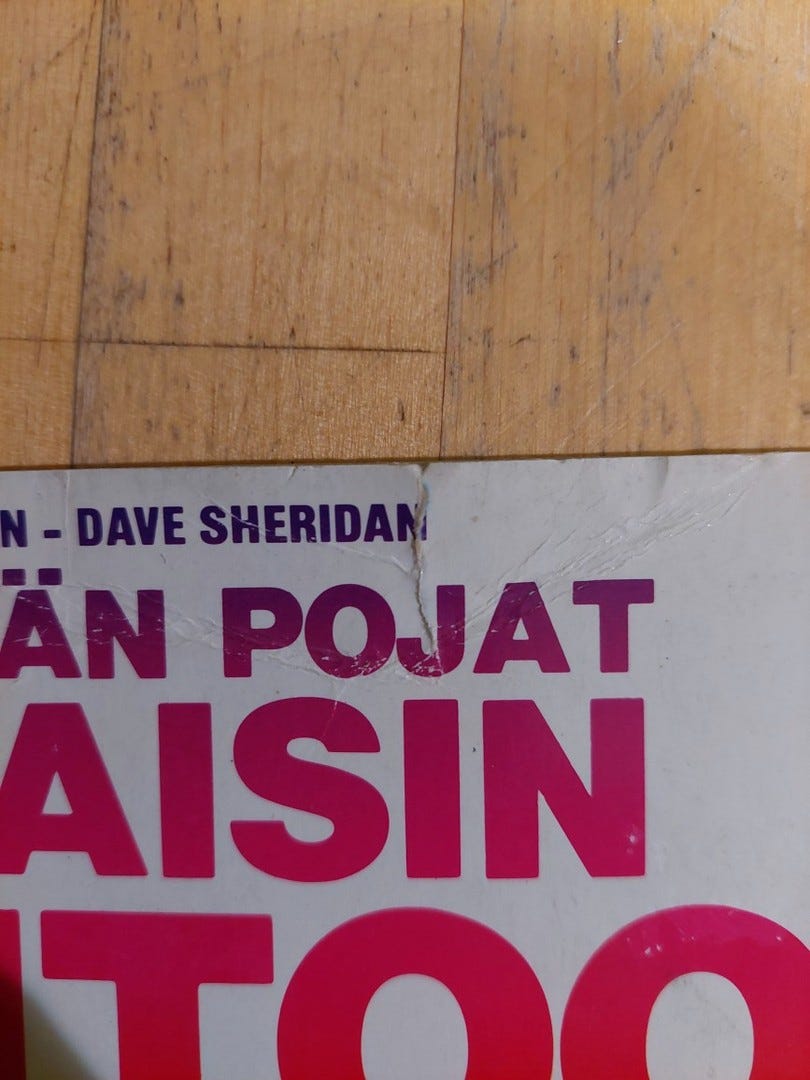 N - DAVE SHERIDAN
ÄN POJAT
AISIN
TOO